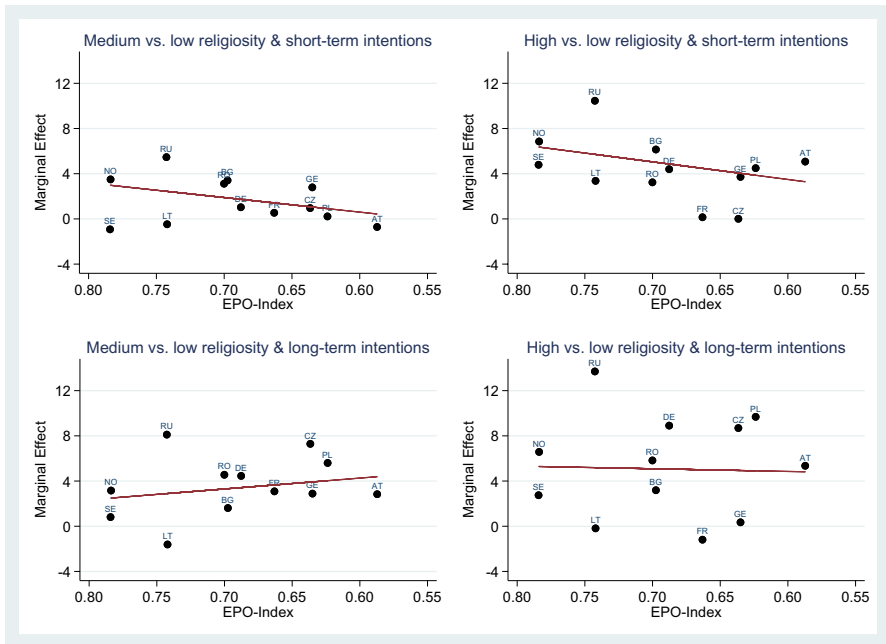 Medium vs. low religiosity & short-term intentions
Marginal Effect
12
8
4
0
-4
NO
SE
RU
LT
RO
BG
DE
FR
GE
CZ
PL
AT
0.80 0.75 0.70 0.65 0.60 0.55
EPO-Index
High vs. low religiosity & short-term intentions
Marginal Effect
12
8
4
0
-4
NO
SE
RU
LT
BG
RO
DE
FR
GE
CZ
PL
AT
0.80 0.75 0.70 0.65 0.60 0.55
EPO-Index
Medium vs. low religiosity & long-term intentions
Marginal Effect
12
8
4
0
-4
NO
SE
RU
LT
RO
DE
BG
FR
CZ
GE
PL
AT
0.80 0.75 0.70 0.65 0.60 0.55
EPO-Index
High vs. low religiosity & long-term intentions
Marginal Effect
12
8
4
0
-4
NO
SE
RU
LT
RO
BG
DE
FR
CZ
GE
PL
AT
0.80 0.75 0.70 0.65 0.60 0.55
EPO-Index